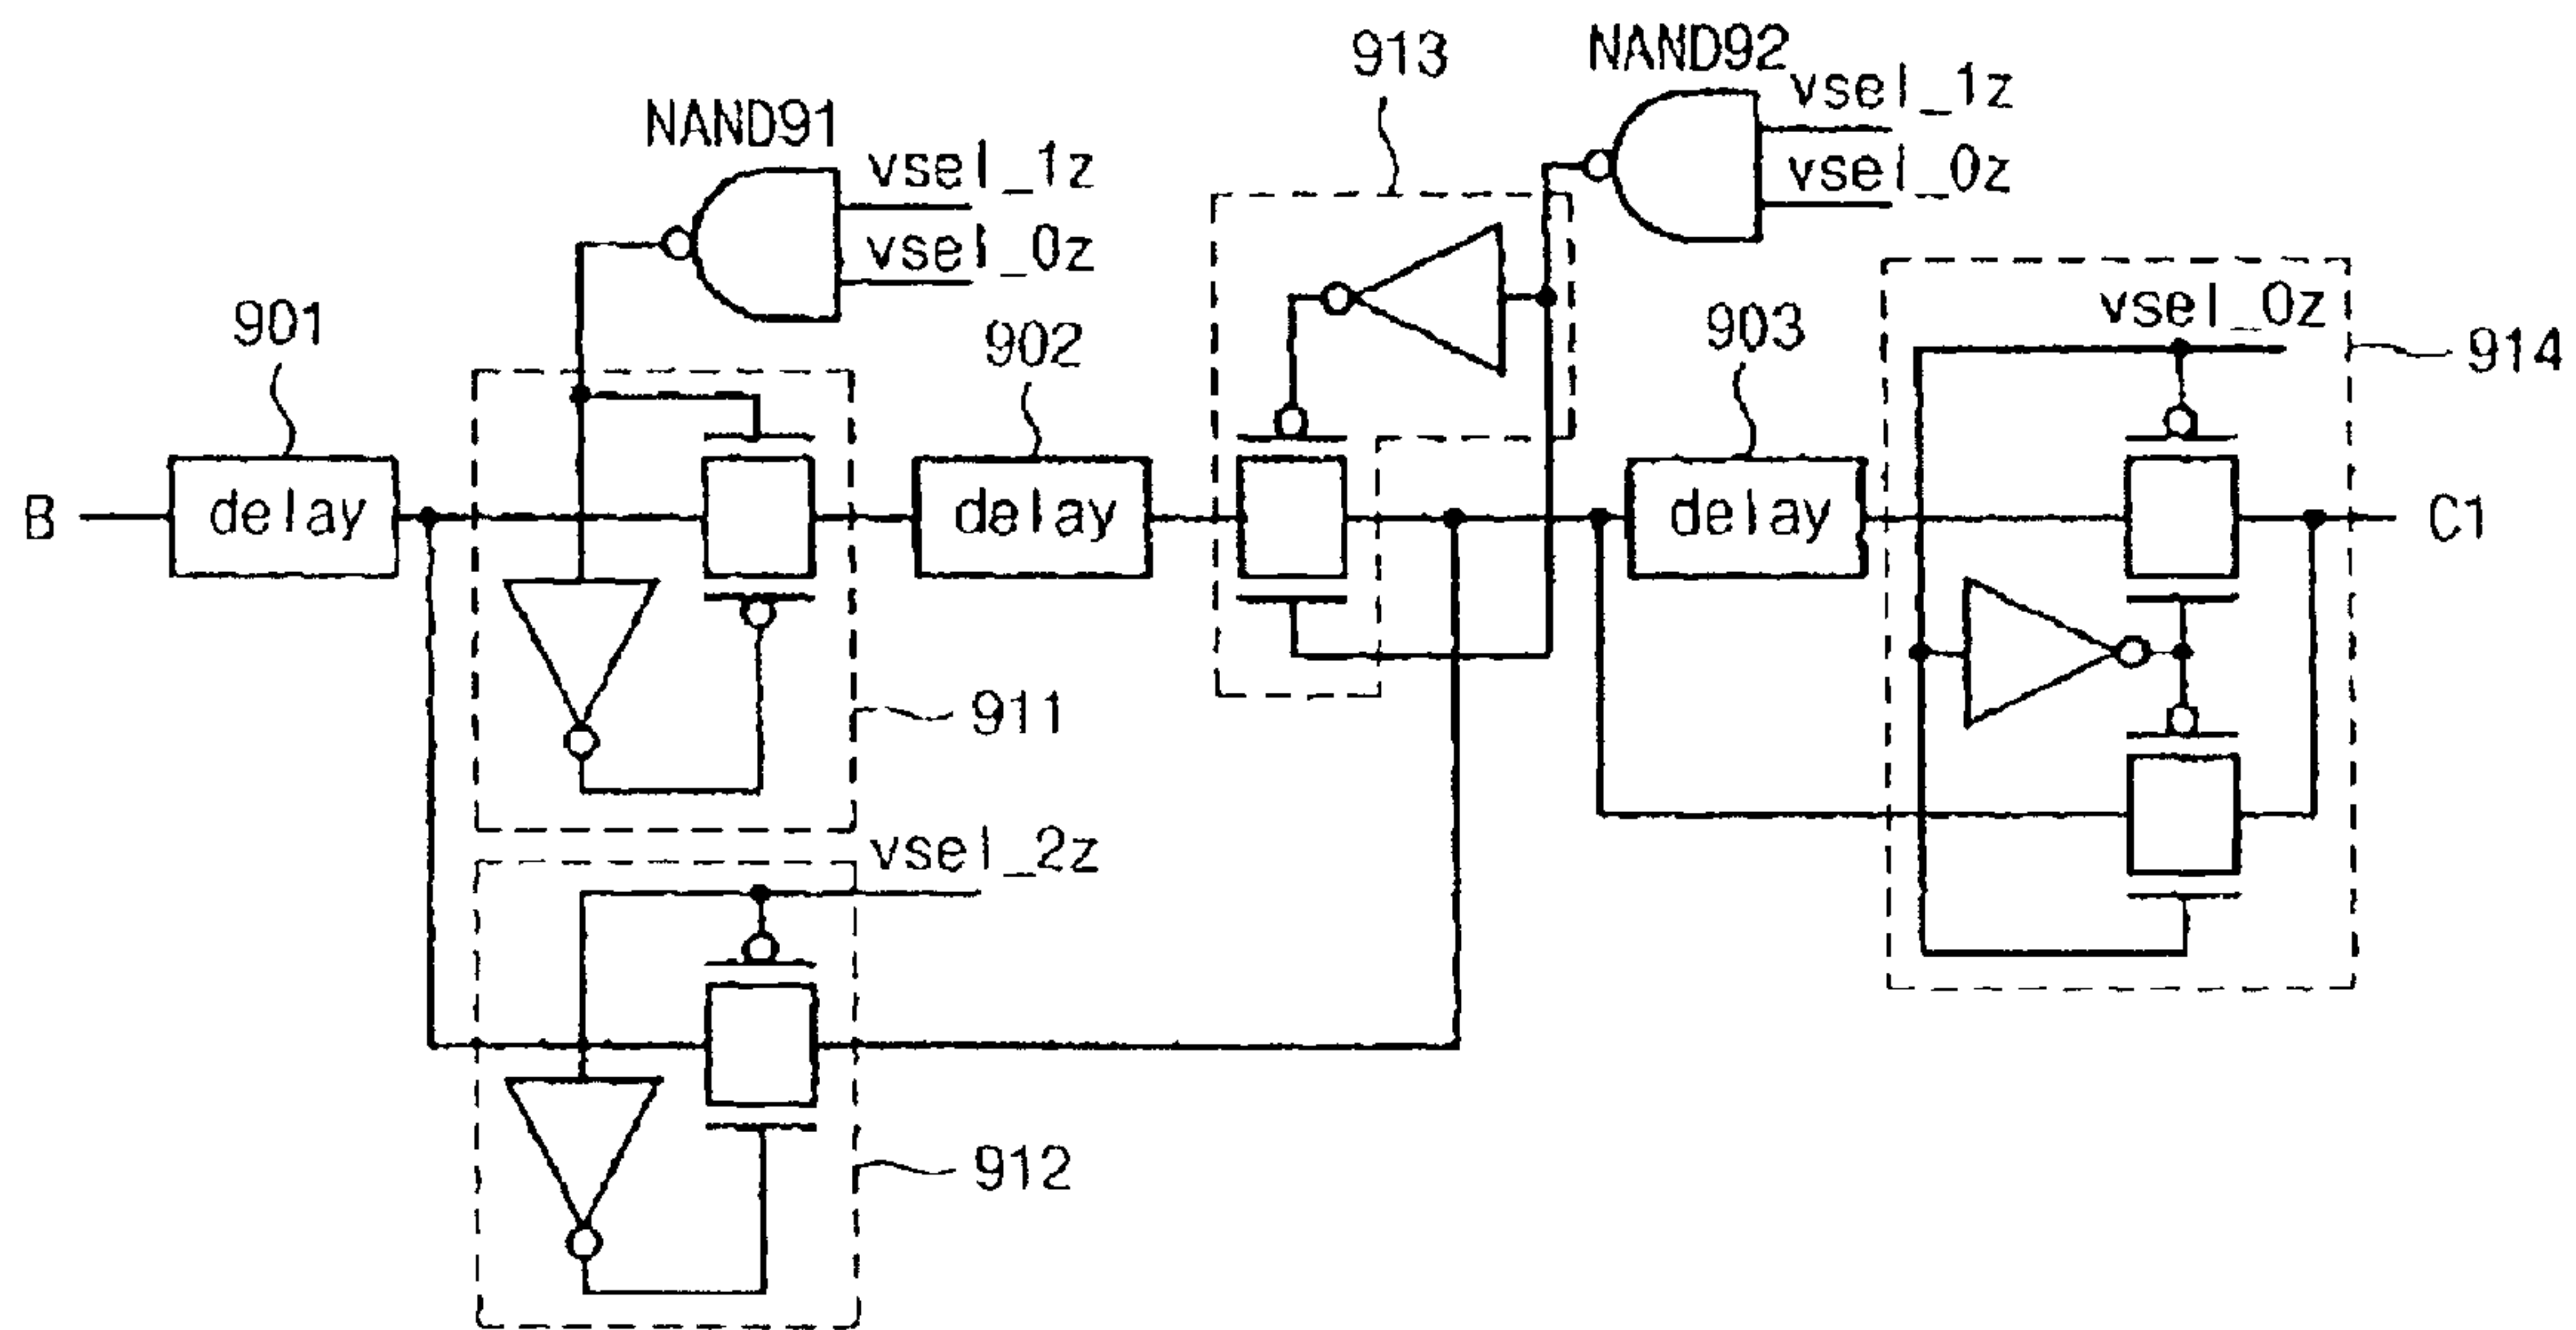 913
NAND92
vsel_1z
vsel_0z
NAND91
vsel_1z
vsel_0z
901
902
903
vsel_0z
914
B
delay
delay
delay
C1
911
vsel_2z
912